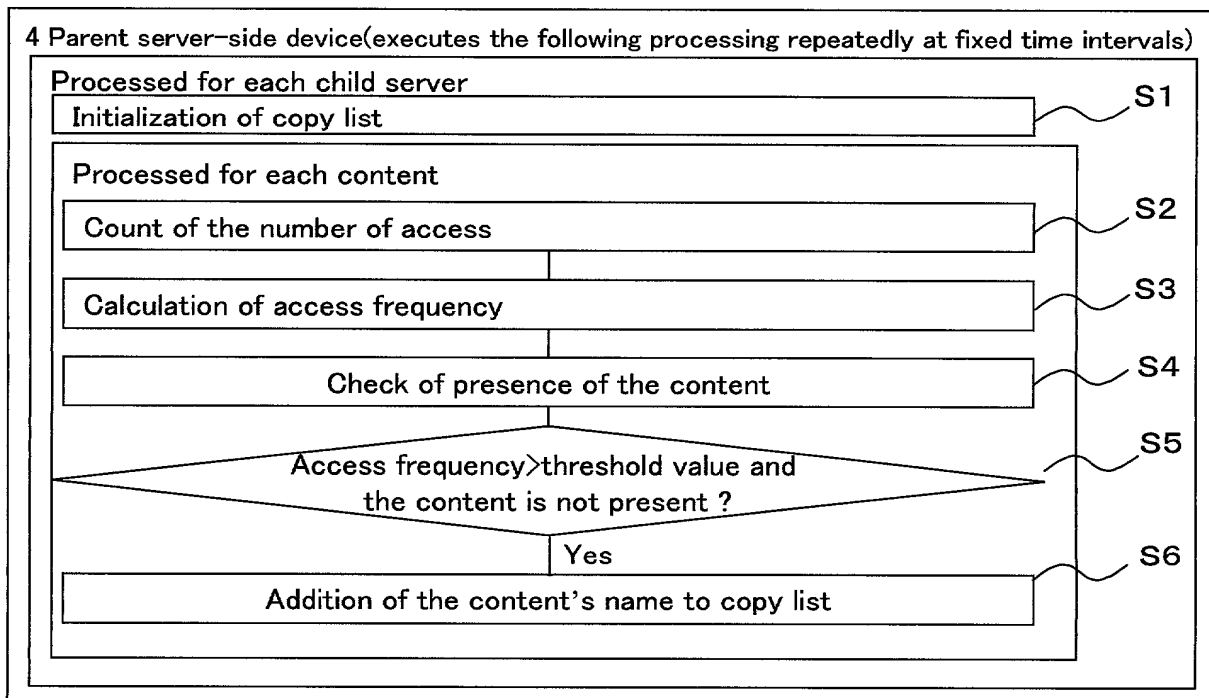 4 Parent server-side device(executes the following processing repeatedly at fixed time intervals)
Processed for each child server
Initialization of copy list
S1
Processed for each content
Count of the number of access
S2
Calculation of access frequency
S3
Check of presence of the content
S4
Access frequency>threshold value and
the content is not present ?
S5
Yes
Addition of the content's name to copy list
S6